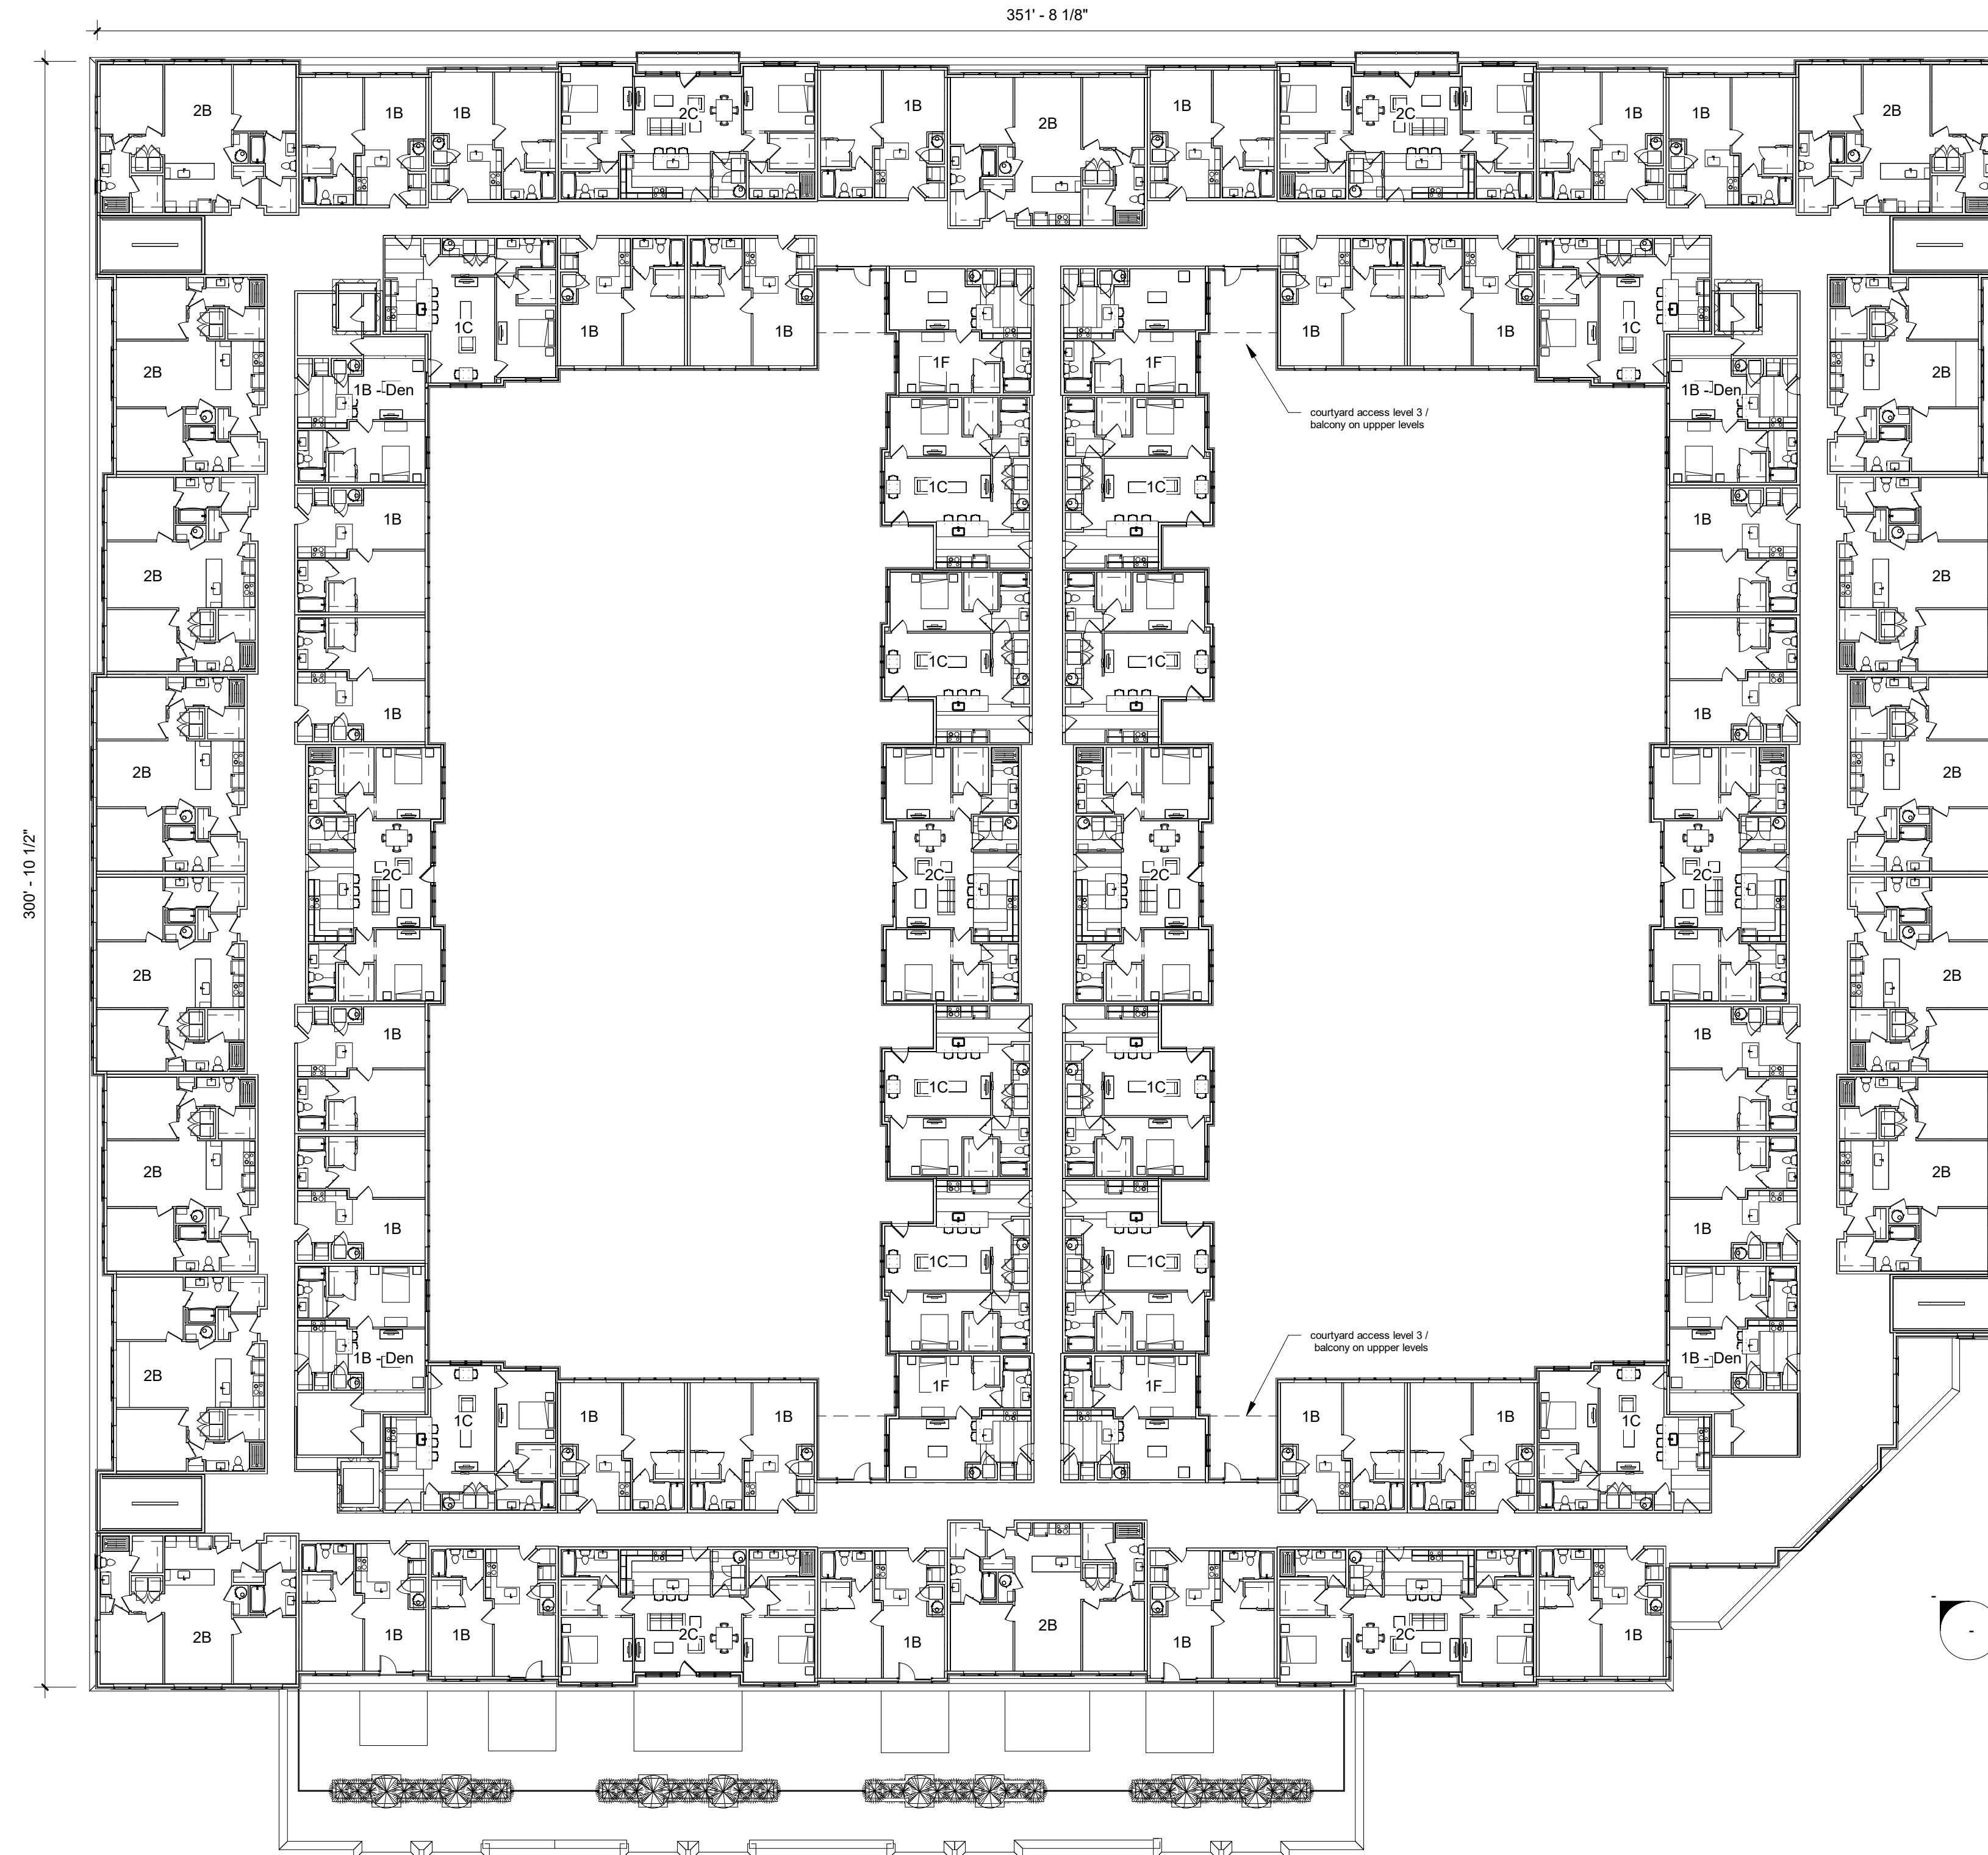 351' - 8 1/8"
2B
1B
1B
2C
1B
2B
1B
2C
1B
1B
2B
1C
1B
1B
1F
1F
1B
1B
1C
2B
1B - Den
1B - Den
2B
courtyard access level 3 /
balcony on uppper levels
1B
1C
1C
1B
2B
2B
1C
1C
1B
1B
2B
2B
300' - 10 1/2"
2C
2C
2C
2C
2B
2B
1B
1B
1C
1C
2B
2B
1B
1B
1C
1C
courtyard access level 3 /
balcony on uppper levels
2B
1B - Den
1B - Den
1F
1F
1C
1B
1B
1B
1B
1C
2B
1B
1B
2C
1B
2B
1B
2C
1B
-
-